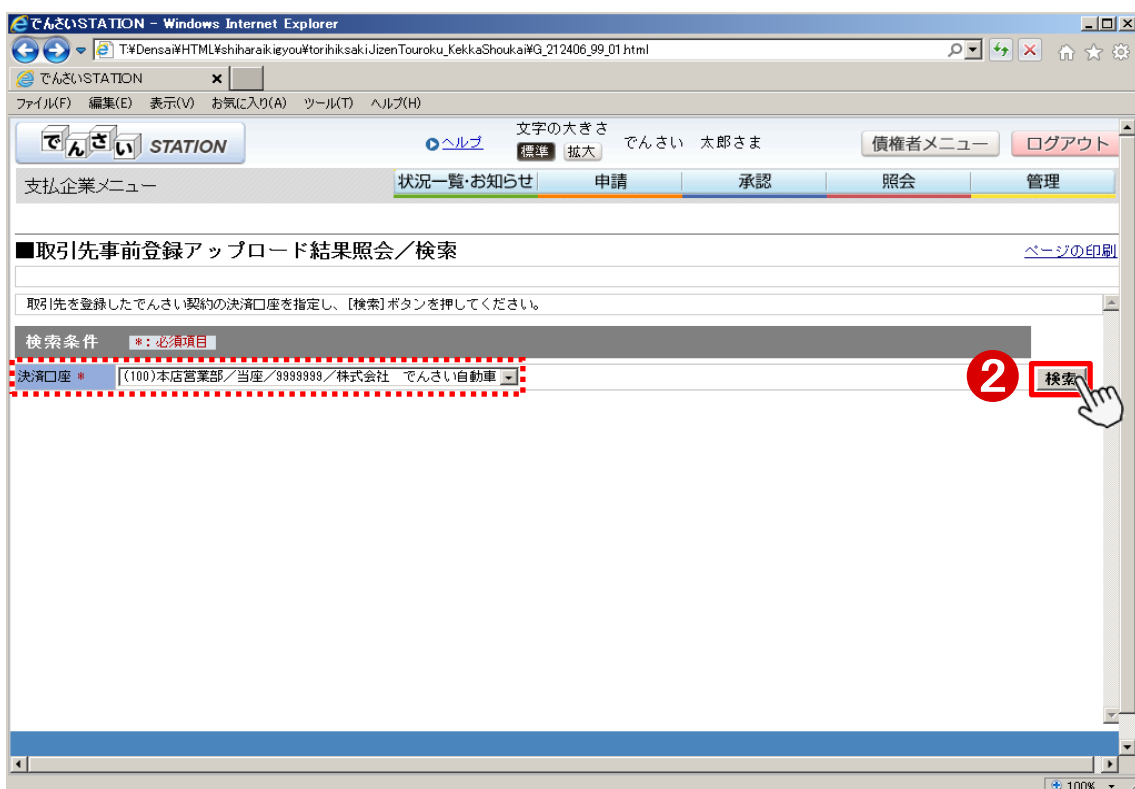 でんさいSTATION - Windows Internet Explorer
T:¥Densai¥HTML¥shiharaikigyou¥torihiksakiJizenTouroku_KekkaShoukai¥G_212406_99_01.html
でんさいSTATION
ファイル(F) 編集(E) 表示(V) お気に入り(A) ツール(T) ヘルプ(H)
でんさい STATION
ヘルプ
文字の大きさ
標準 拡大
でんさい 太郎さま
債権者メニュー
ログアウト
支払企業メニュー
状況一覧・お知らせ 申請 承認 照会 管理
■取引先事前登録アップロード結果照会/検索
ページの印刷
取引先を登録したでんさい契約の決済口座を指定し、[検索]ボタンを押してください。
検索条件 *:必須項目
決済口座 * (100)本店営業部/当座/9999999/株式会社 でんさい自動車
2 検索
100%